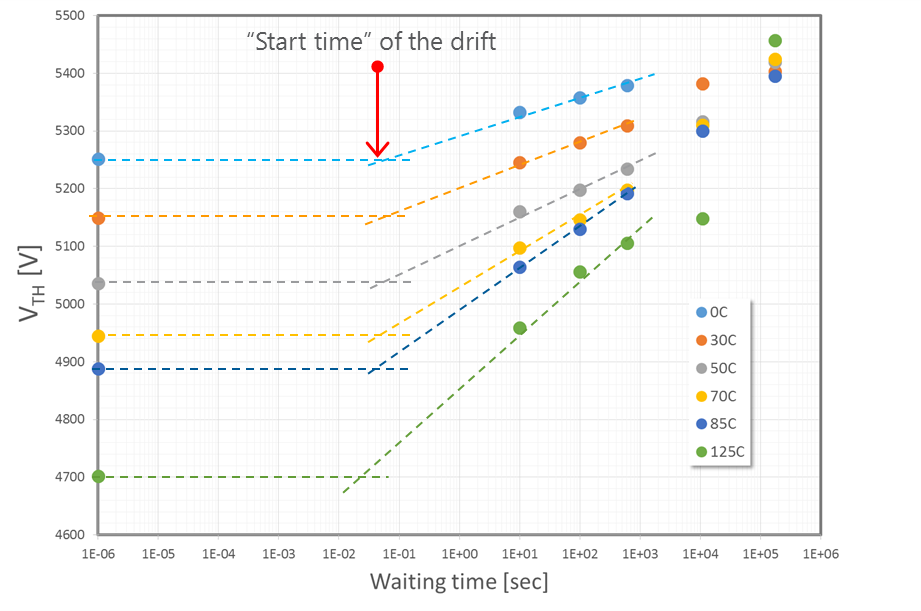 “Start time” of the drift
5500
5400
5300
5200
5100
5000
4900
4800
4700
4600
VTH [V]
1E-06 1E-05 1E-04 1E-03 1E-02 1E-01 1E+00 1E+01 1E+02 1E+03 1E+04 1E+05 1E+06
Waiting time [sec]
0C
30C
50C
70C
85C
125C